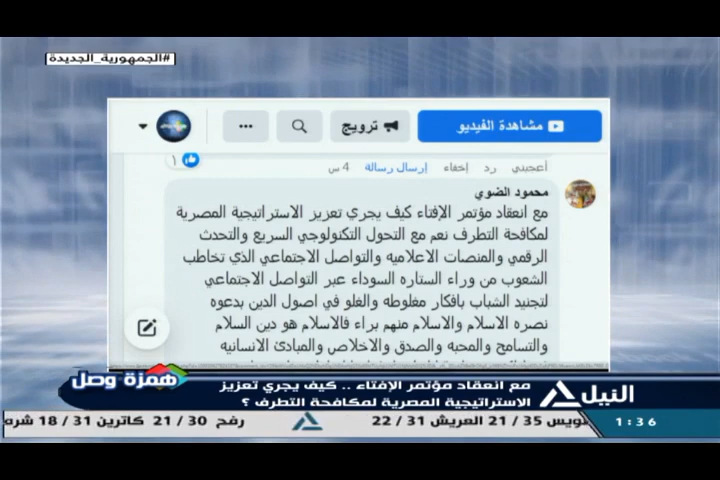 #الجمهورية_الجديدة
مشاهدة الفيديو
ترويج
أعجبني رد إخفاء إرسال رسالة 4 س
١
محمود الضوي
مع انعقاد مؤتمر الإفتاء كيف يجري تعزيز الاستراتيجية المصرية
لمكافحة التطرف نعم مع التحول التكنولوجي السريع والتحدث
الرقمي والمنصات الاعلاميه والتواصل الاجتماعي الذي تخاطب
الشعوب من وراء الستاره السوداء عبر التواصل الاجتماعي
لتجنيد الشباب بافكار مغلوطه والغلو في اصول الدين بدعوه
نصره الاسلام والاسلام منهم براء فالاسلام هو دين السلام
والتسامح والمحبه والصدق والاخلاص والمبادئ الانسانيه
همزة وصل
مع انعقاد مؤتمر الإفتاء .. كيف يجري تعزيز
الاستراتيجية المصرية لمكافحة التطرف ؟
النيل
1:36
ويس 35 / 21 العريش 31 / 22
رفح 30 / 21 كاترين 31 / 18 شره